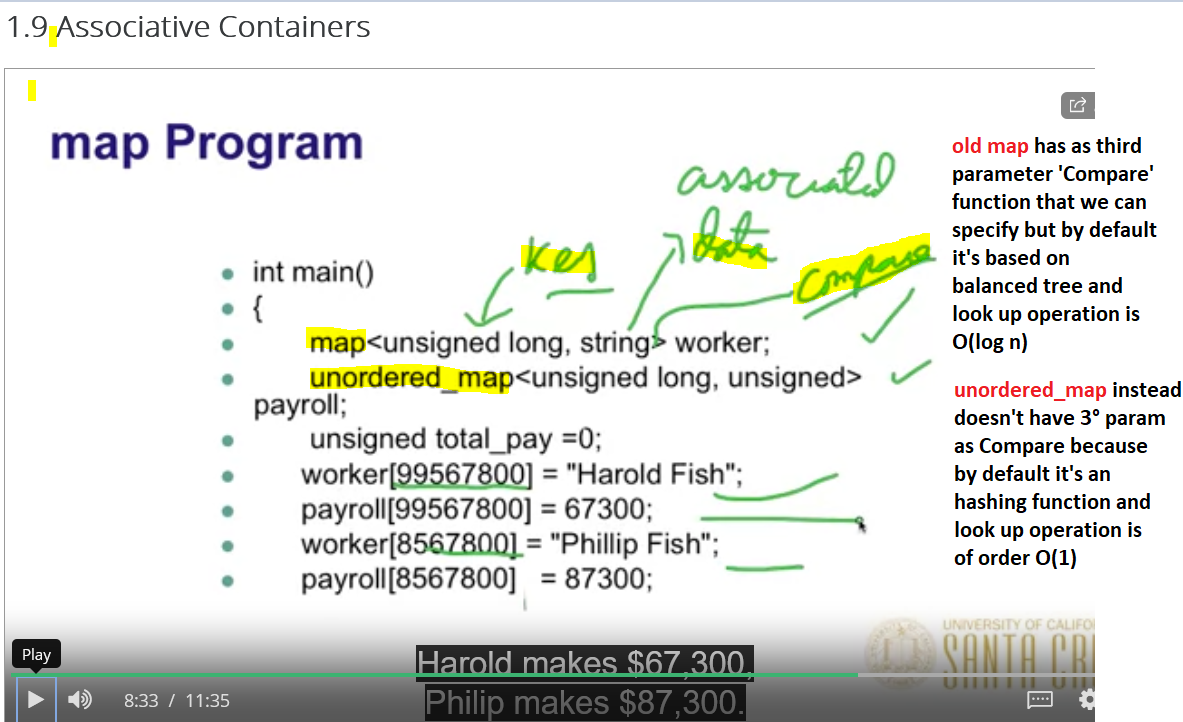 1.9 Associative Containers
map Program
associated
data
key
compare
int main()
{
map<unsigned long, string> worker;
unordered_map<unsigned long, unsigned>
payroll;
unsigned total_pay =0;
worker[99567800] = "Harold Fish";
payroll[99567800] = 67300;
worker[8567800] = "Phillip Fish";
payroll[8567800] = 87300;
old map has as third
parameter 'Compare'
function that we can
specify but by default
it's based on
balanced tree and
look up operation is
O(log n)
unordered_map instead
doesn't have 3º param
as Compare because
by default it's an
hashing function and
look up operation is
of order O(1)
UNIVERSITY OF CALIFO
SANTA CR
Play
Harold makes $67,300,
Philip makes $87,300.
8:33 / 11:35